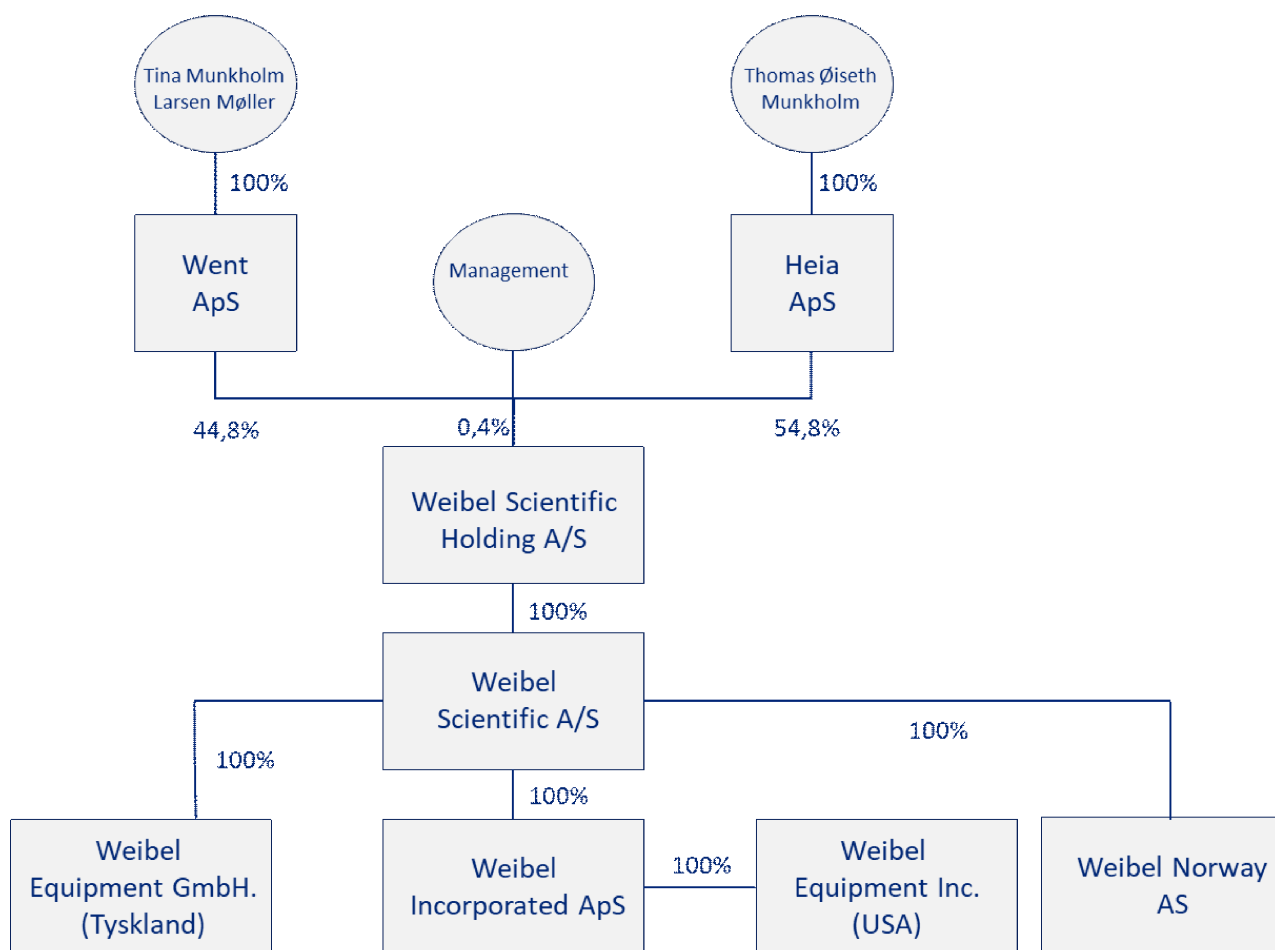 Tina Munkholm
Larsen Møller
Thomas Øiseth
Munkholm
100%
100%
Went
ApS
Management
Heia
ApS
44,8%
0,4%
54,8%
Weibel Scientific
Holding A/S
100%
Weibel
Scientific A/S
100%
100%
100%
Weibel
Equipment GmbH.
(Tyskland)
Weibel
Incorporated ApS
100%
Weibel
Equipment Inc.
(USA)
Weibel Norway
AS